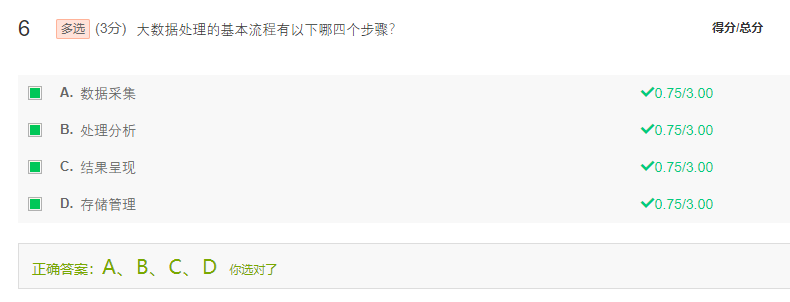 6 多选 (3分) 大数据处理的基本流程有以下哪四个步骤? 得分/总分
A. 数据采集 0.75/3.00
B. 处理分析 0.75/3.00
C. 结果呈现 0.75/3.00
D. 存储管理 0.75/3.00
正确答案：A、B、C、D 你选对了